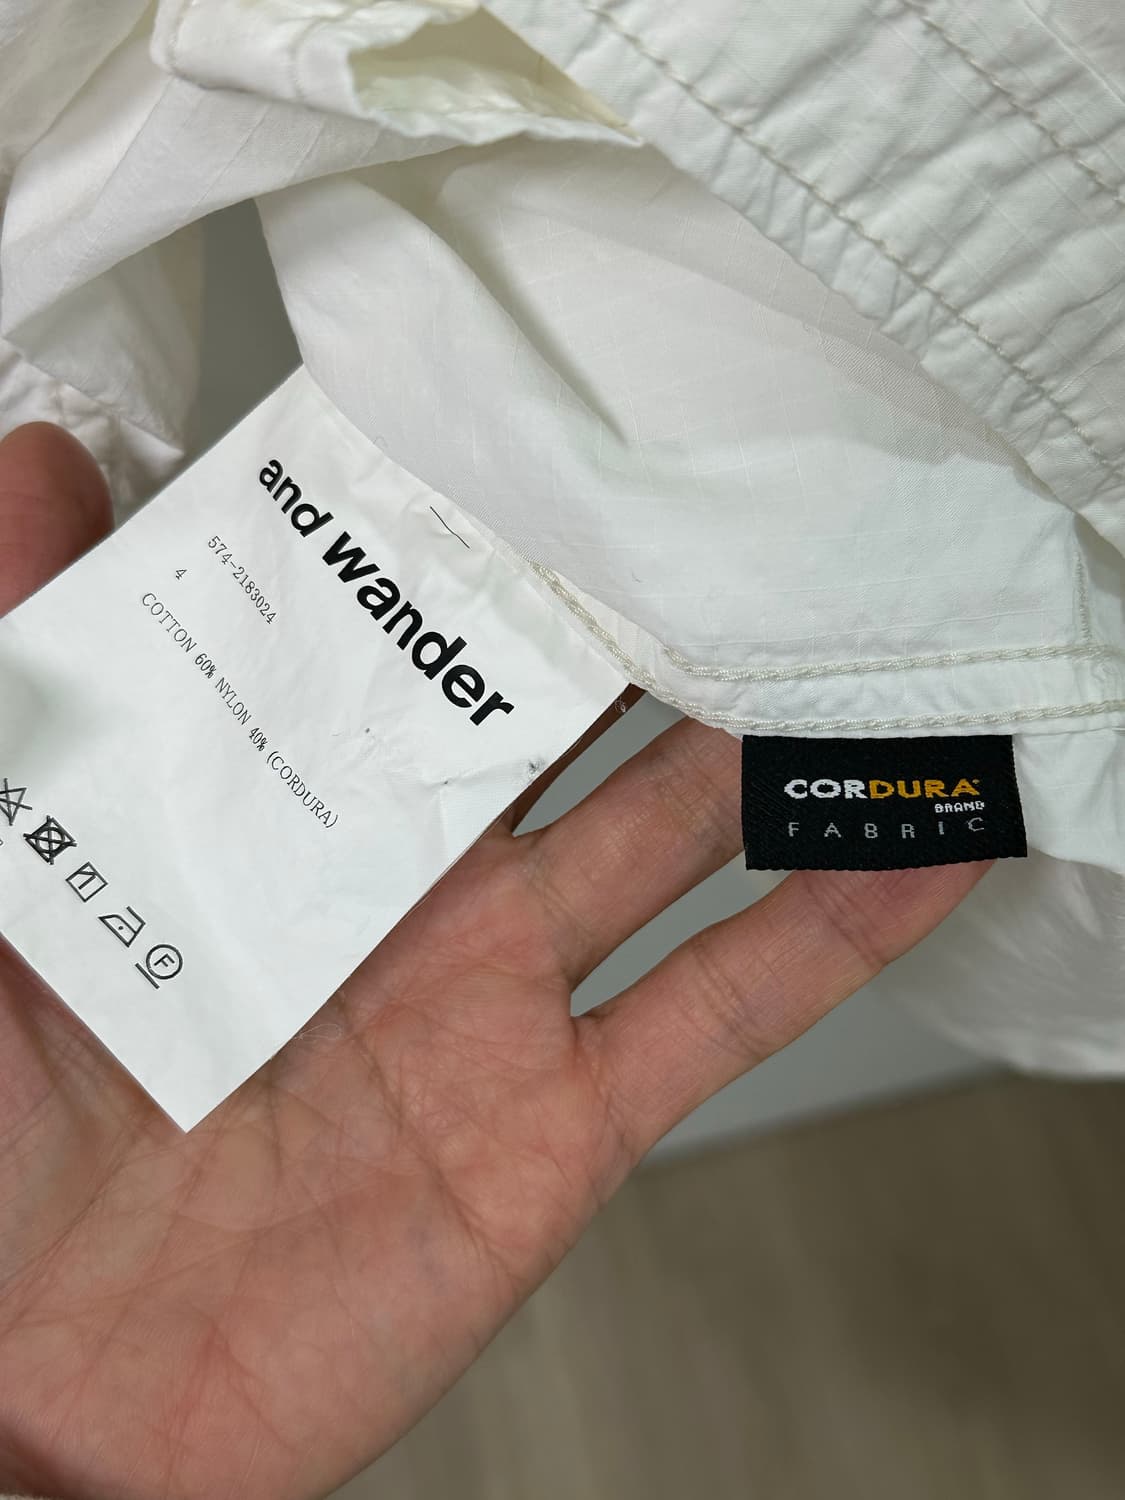 and wander
574-2183024
4
COTTON 60% NYLON 40% (CORDURA)
F
CORDURA
BRAND
FABRIC